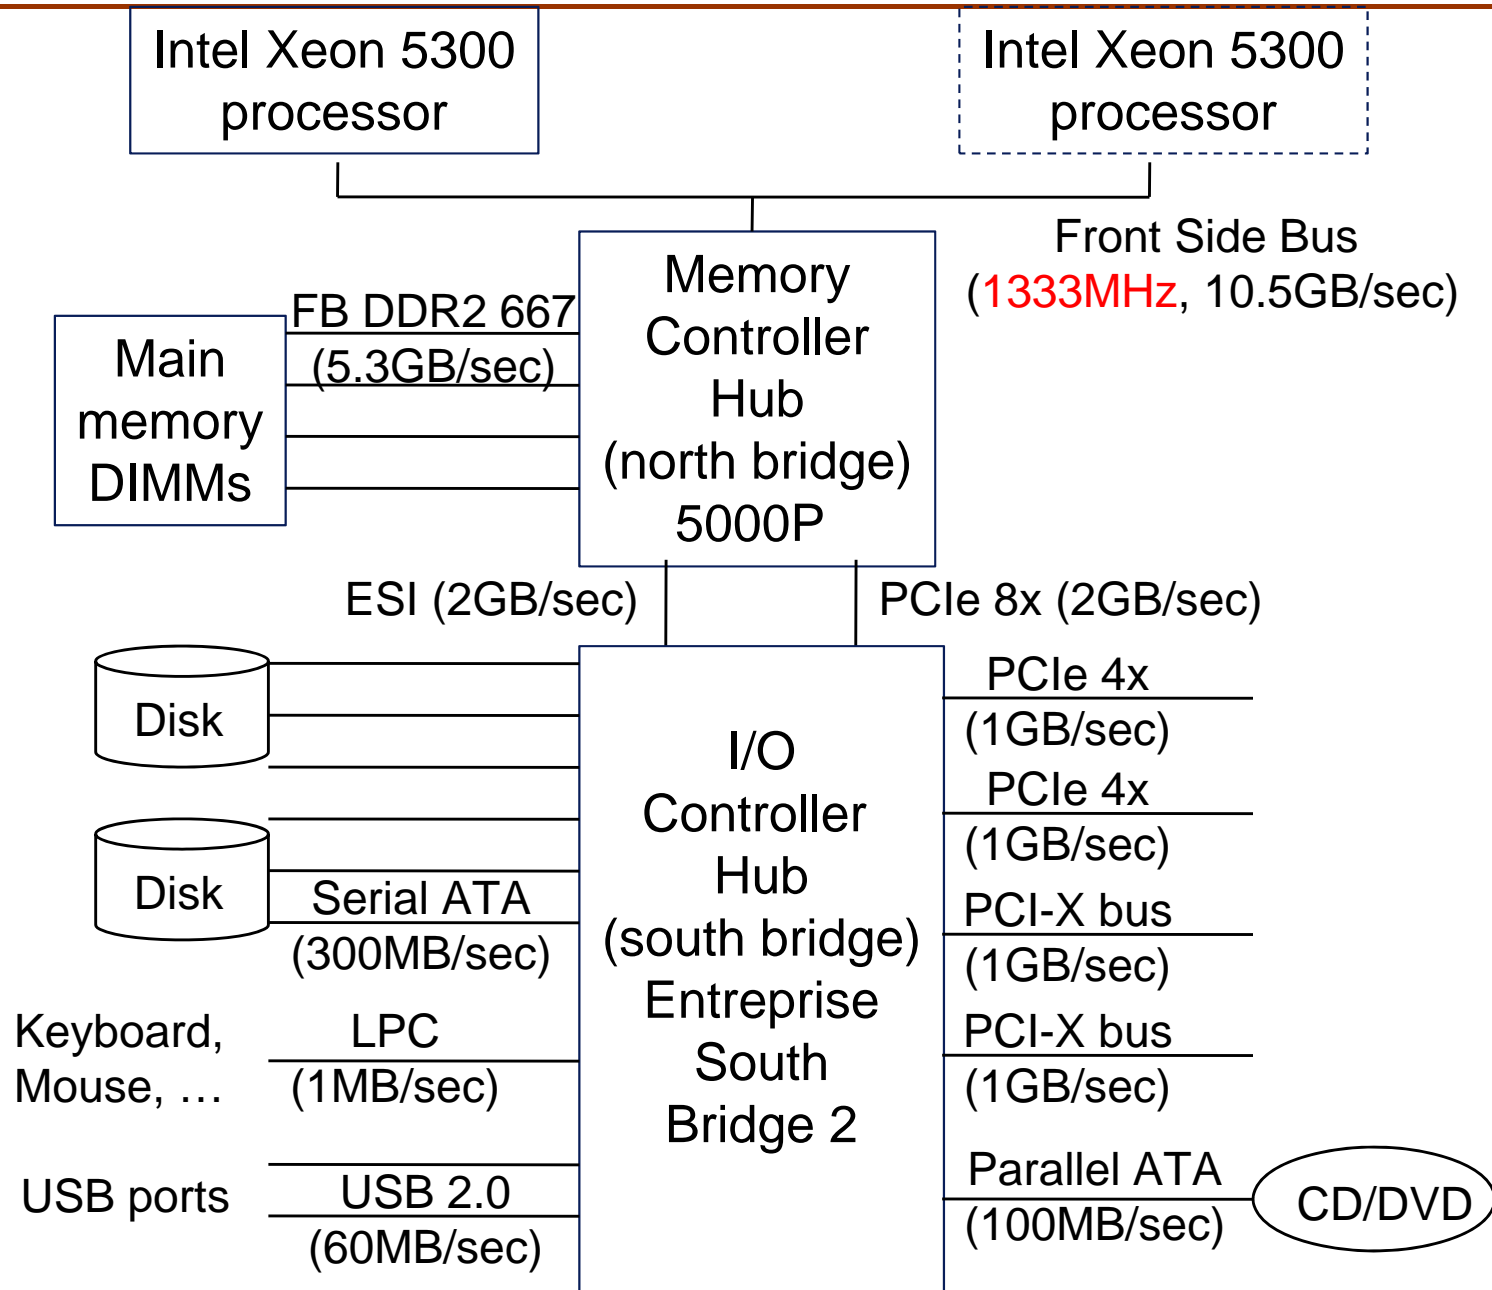 Intel Xeon 5300
processor
Intel Xeon 5300
processor
Front Side Bus
(1333MHz, 10.5GB/sec)
Memory
Controller
Hub
(north bridge)
5000P
FB DDR2 667
(5.3GB/sec)
Main
memory
DIMMs
ESI (2GB/sec)
PCIe 8x (2GB/sec)
Disk
Disk
Serial ATA
(300MB/sec)
Keyboard,
Mouse, …
LPC
(1MB/sec)
USB ports
USB 2.0
(60MB/sec)
I/O
Controller
Hub
(south bridge)
Entreprise
South
Bridge 2
PCIe 4x
(1GB/sec)
PCIe 4x
(1GB/sec)
PCI-X bus
(1GB/sec)
PCI-X bus
(1GB/sec)
Parallel ATA
(100MB/sec)
CD/DVD